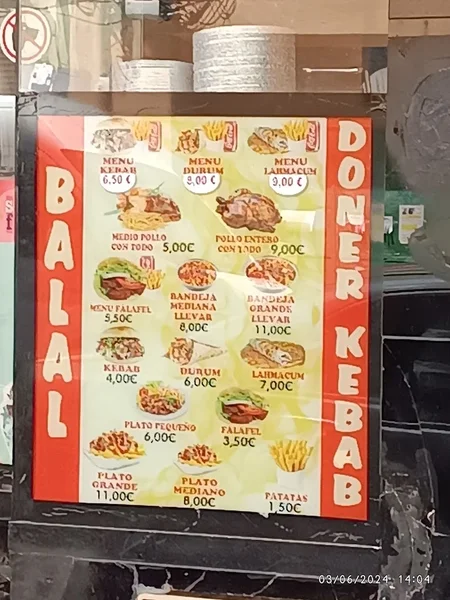 BALAL
DONER KEBAB
MENU
KEBAB
6,50 €
MENU
DURUM
8,00 €
MENU
LAHMACUM
9,00 €
MEDIO POLLO
CON TODO 5,00€
POLLO ENTERO
CON TODO 9,00€
MENU FALAFEL
5,50€
BANDEJA
MEDIANA
LLEVAR
8,00€
BANDEJA
GRANDE
LLEVAR
11,00€
KEBAB
4,00€
DURUM
6,00€
LAHMACUM
7,00€
PLATO PEQUEÑO
6,00€
FALAFEL
3,50€
PLATO
GRANDE
11,00€
PLATO
MEDIANO
8,00€
PATATAS
1,50€
03/06/2024 14:04